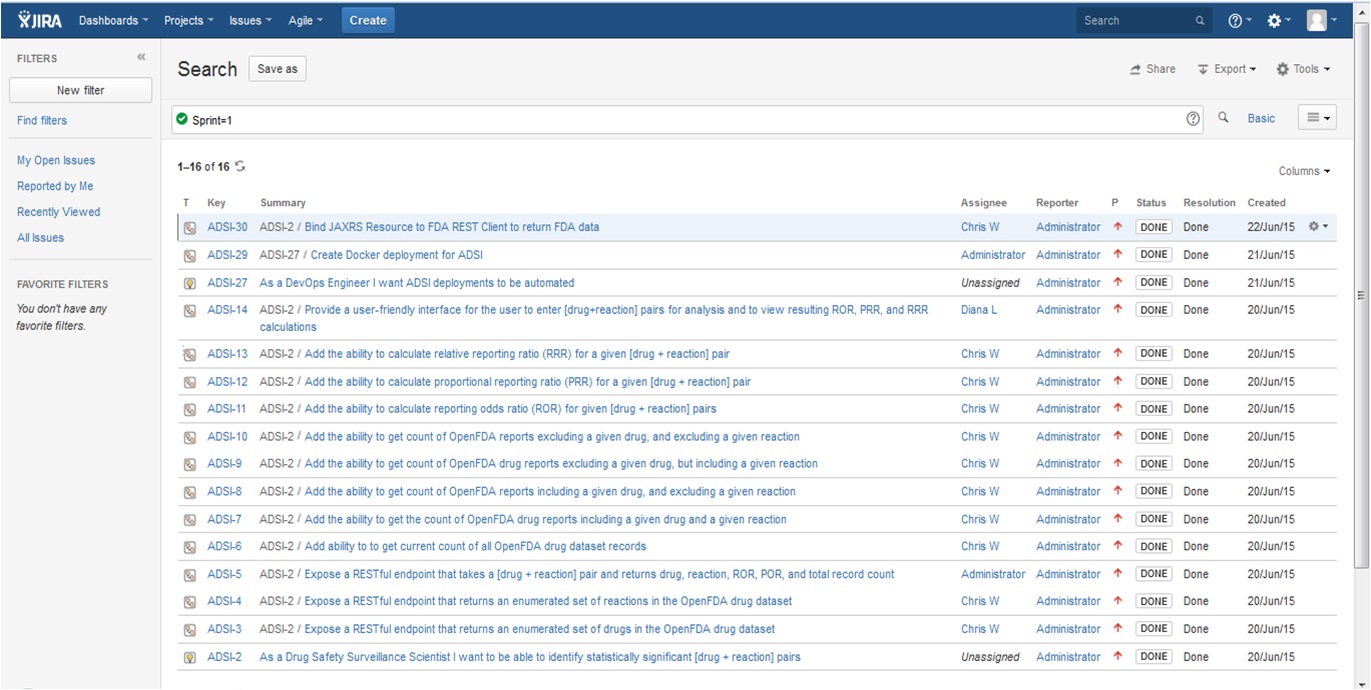 JIRA Dashboards Projects Issues Agile Create Search
FILTERS
New filter
Find filters
My Open Issues
Reported by Me
Recently Viewed
All Issues
FAVORITE FILTERS
You don't have any
favorite filters.
Search Save as Share Export Tools
Sprint=1 Basic
1–16 of 16
Columns
T Key Summary Assignee Reporter P Status Resolution Created
ADSI-30 ADSI-2 / Bind JAXRS Resource to FDA REST Client to return FDA data Chris W Administrator DONE Done 22/Jun/15
ADSI-29 ADSI-27 / Create Docker deployment for ADSI Administrator Administrator DONE Done 21/Jun/15
ADSI-27 As a DevOps Engineer I want ADSI deployments to be automated Unassigned Administrator DONE Done 21/Jun/15
ADSI-14 ADSI-2 / Provide a user-friendly interface for the user to enter [drug+reaction] pairs for analysis and to view resulting ROR, PRR, and RRR Diana L Administrator DONE Done 20/Jun/15
calculations
ADSI-13 ADSI-2 / Add the ability to calculate relative reporting ratio (RRR) for a given [drug + reaction] pair Chris W Administrator DONE Done 20/Jun/15
ADSI-12 ADSI-2 / Add the ability to calculate proportional reporting ratio (PRR) for a given [drug + reaction] pair Chris W Administrator DONE Done 20/Jun/15
ADSI-11 ADSI-2 / Add the ability to calculate reporting odds ratio (ROR) for given [drug + reaction] pairs Chris W Administrator DONE Done 20/Jun/15
ADSI-10 ADSI-2 / Add the ability to get count of OpenFDA reports excluding a given drug, and excluding a given reaction Chris W Administrator DONE Done 20/Jun/15
ADSI-9 ADSI-2 / Add the ability to get count of OpenFDA drug reports excluding a given drug, but including a given reaction Chris W Administrator DONE Done 20/Jun/15
ADSI-8 ADSI-2 / Add the ability to get count of OpenFDA reports including a given drug, and excluding a given reaction Chris W Administrator DONE Done 20/Jun/15
ADSI-7 ADSI-2 / Add the ability to get the count of OpenFDA drug reports including a given drug and a given reaction Chris W Administrator DONE Done 20/Jun/15
ADSI-6 ADSI-2 / Add ability to to get current count of all OpenFDA drug dataset records Chris W Administrator DONE Done 20/Jun/15
ADSI-5 ADSI-2 / Expose a RESTful endpoint that takes a [drug + reaction] pair and returns drug, reaction, ROR, POR, and total record count Administrator Administrator DONE Done 20/Jun/15
ADSI-4 ADSI-2 / Expose a RESTful endpoint that returns an enumerated set of reactions in the OpenFDA drug dataset Chris W Administrator DONE Done 20/Jun/15
ADSI-3 ADSI-2 / Expose a RESTful endpoint that returns an enumerated set of drugs in the OpenFDA drug dataset Chris W Administrator DONE Done 20/Jun/15
ADSI-2 As a Drug Safety Surveillance Scientist I want to be able to identify statistically significant [drug + reaction] pairs Unassigned Administrator DONE Done 20/Jun/15